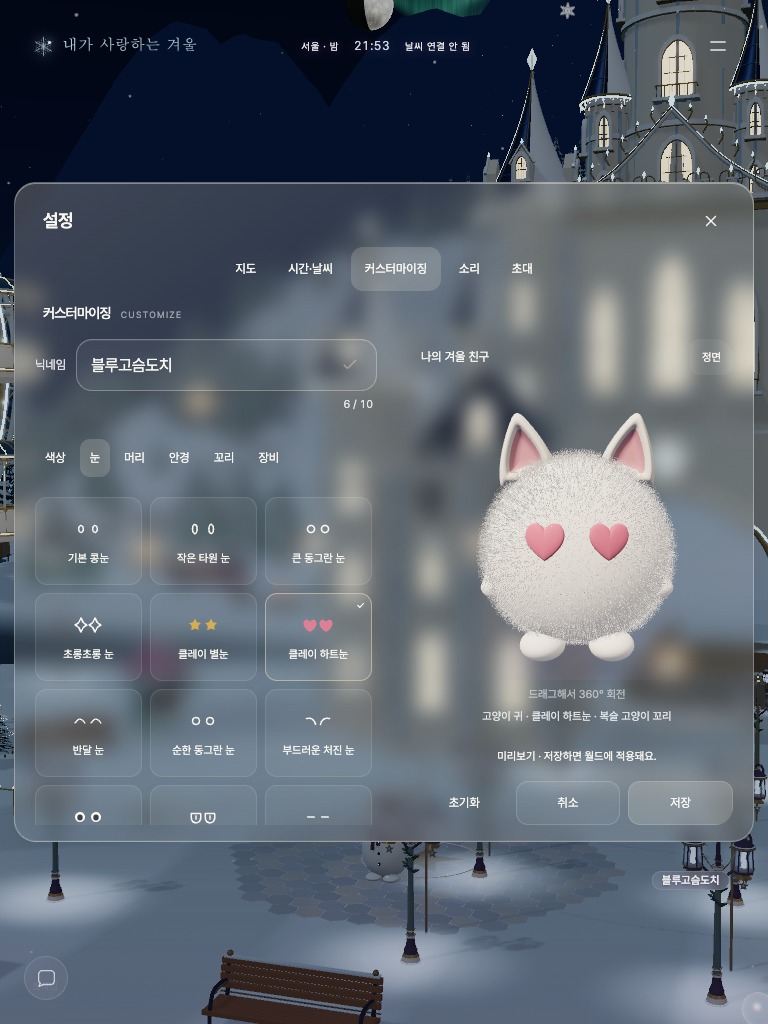 내가 사랑하는 겨울
서울 · 밤 21:53 날씨 연결 안 됨
설정
지도 시간·날씨 커스터마이징 소리 초대
커스터마이징 CUSTOMIZE
닉네임 블루고슴도치
6 / 10
색상 눈 머리 안경 꼬리 장비
기본 콩눈 작은 타원 눈 큰 동그란 눈
초롱초롱 눈 클레이 별눈 클레이 하트눈
반달 눈 순한 동그란 눈 부드러운 처진 눈
나의 겨울 친구 정면
드래그해서 360° 회전
고양이 귀 · 클레이 하트눈 · 복슬 고양이 꼬리
미리보기 · 저장하면 월드에 적용돼요.
초기화 취소 저장
블루고슴도치